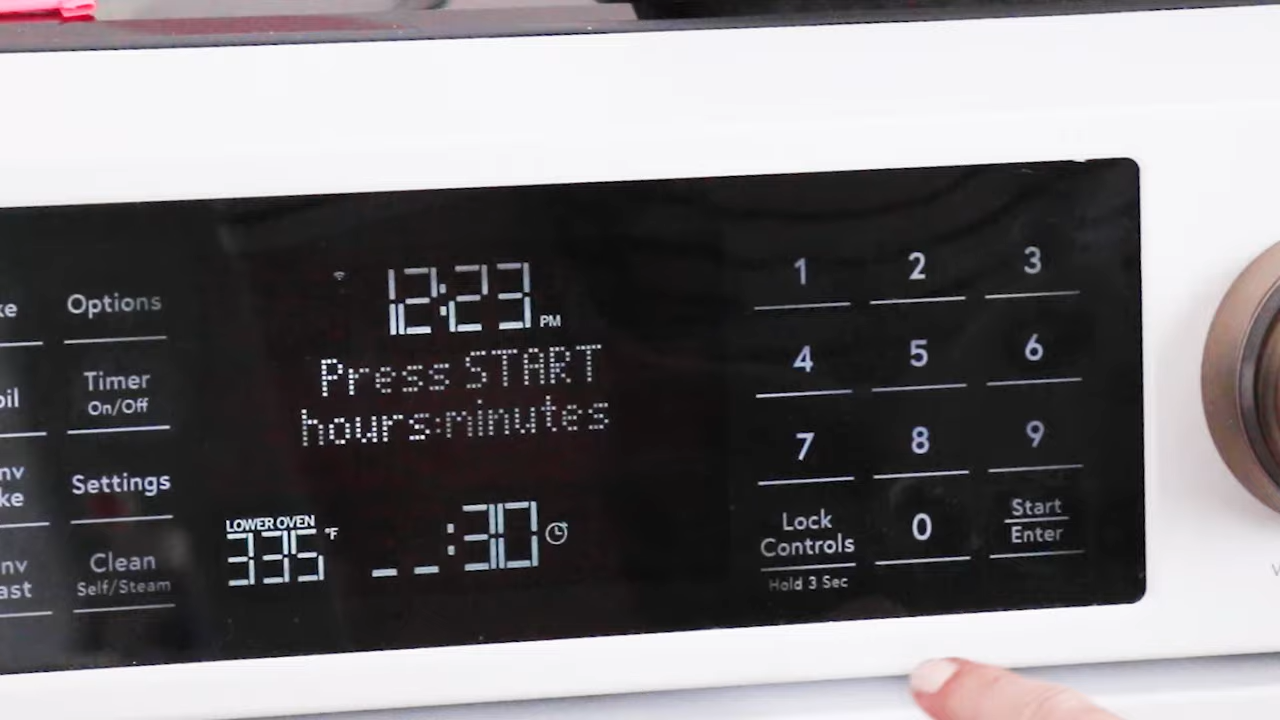 Options
Timer
On/Off
Settings
Clean
Self/Steam
12:23 PM
Press START
hours:minutes
LOWER OVEN
335 °F
_ _:30
1 2 3
4 5 6
7 8 9
Lock
Controls
Hold 3 Sec
0
Start
Enter